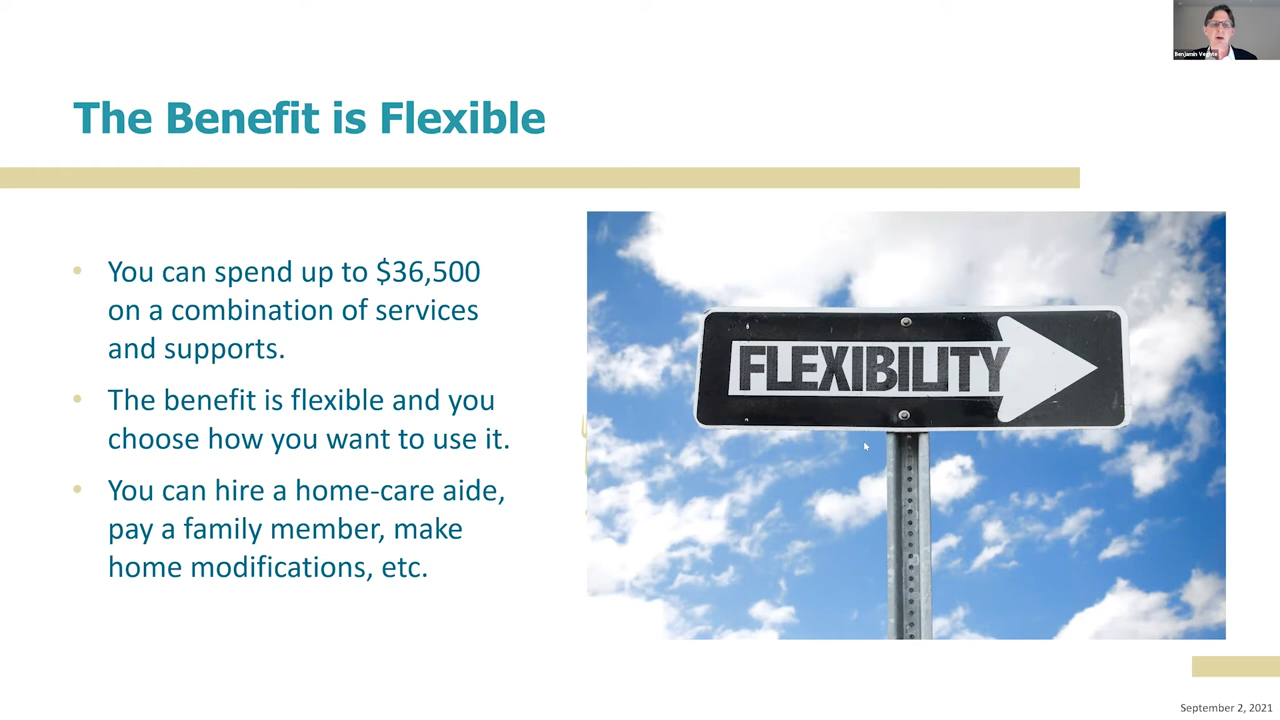 Benjamin
The Benefit is Flexible
• You can spend up to $36,500
on a combination of services
and supports.
• The benefit is flexible and you
choose how you want to use it.
• You can hire a home-care aide,
pay a family member, make
home modifications, etc.
FLEXIBILITY
September 2, 2021